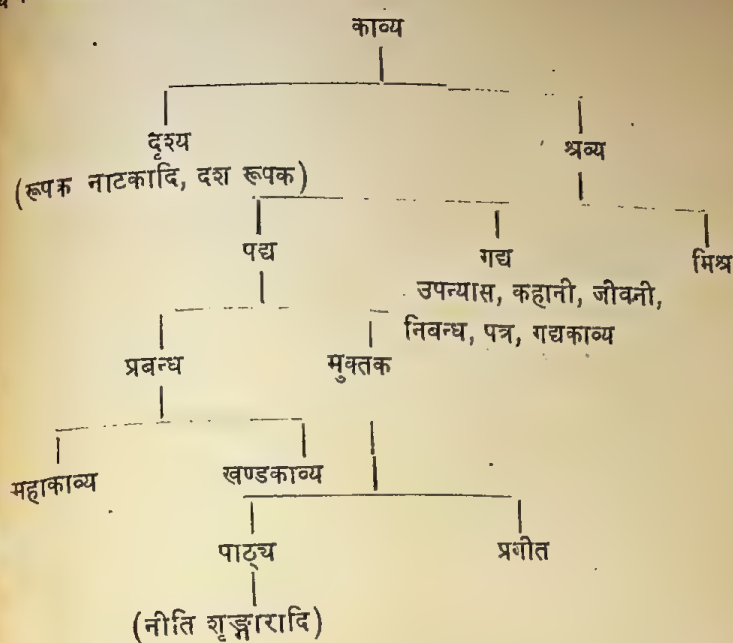 काव्य
दृश्य श्रव्य
(रूपक नाटकादि, दश रूपक)
पद्य गद्य मिश्र
उपन्यास, कहानी, जीवनी,
निबन्ध, पत्र, गद्यकाव्य
प्रबन्ध मुक्तक
महाकाव्य खण्डकाव्य
पाठ्य प्रगीत
(नीति शृङ्गारादि)